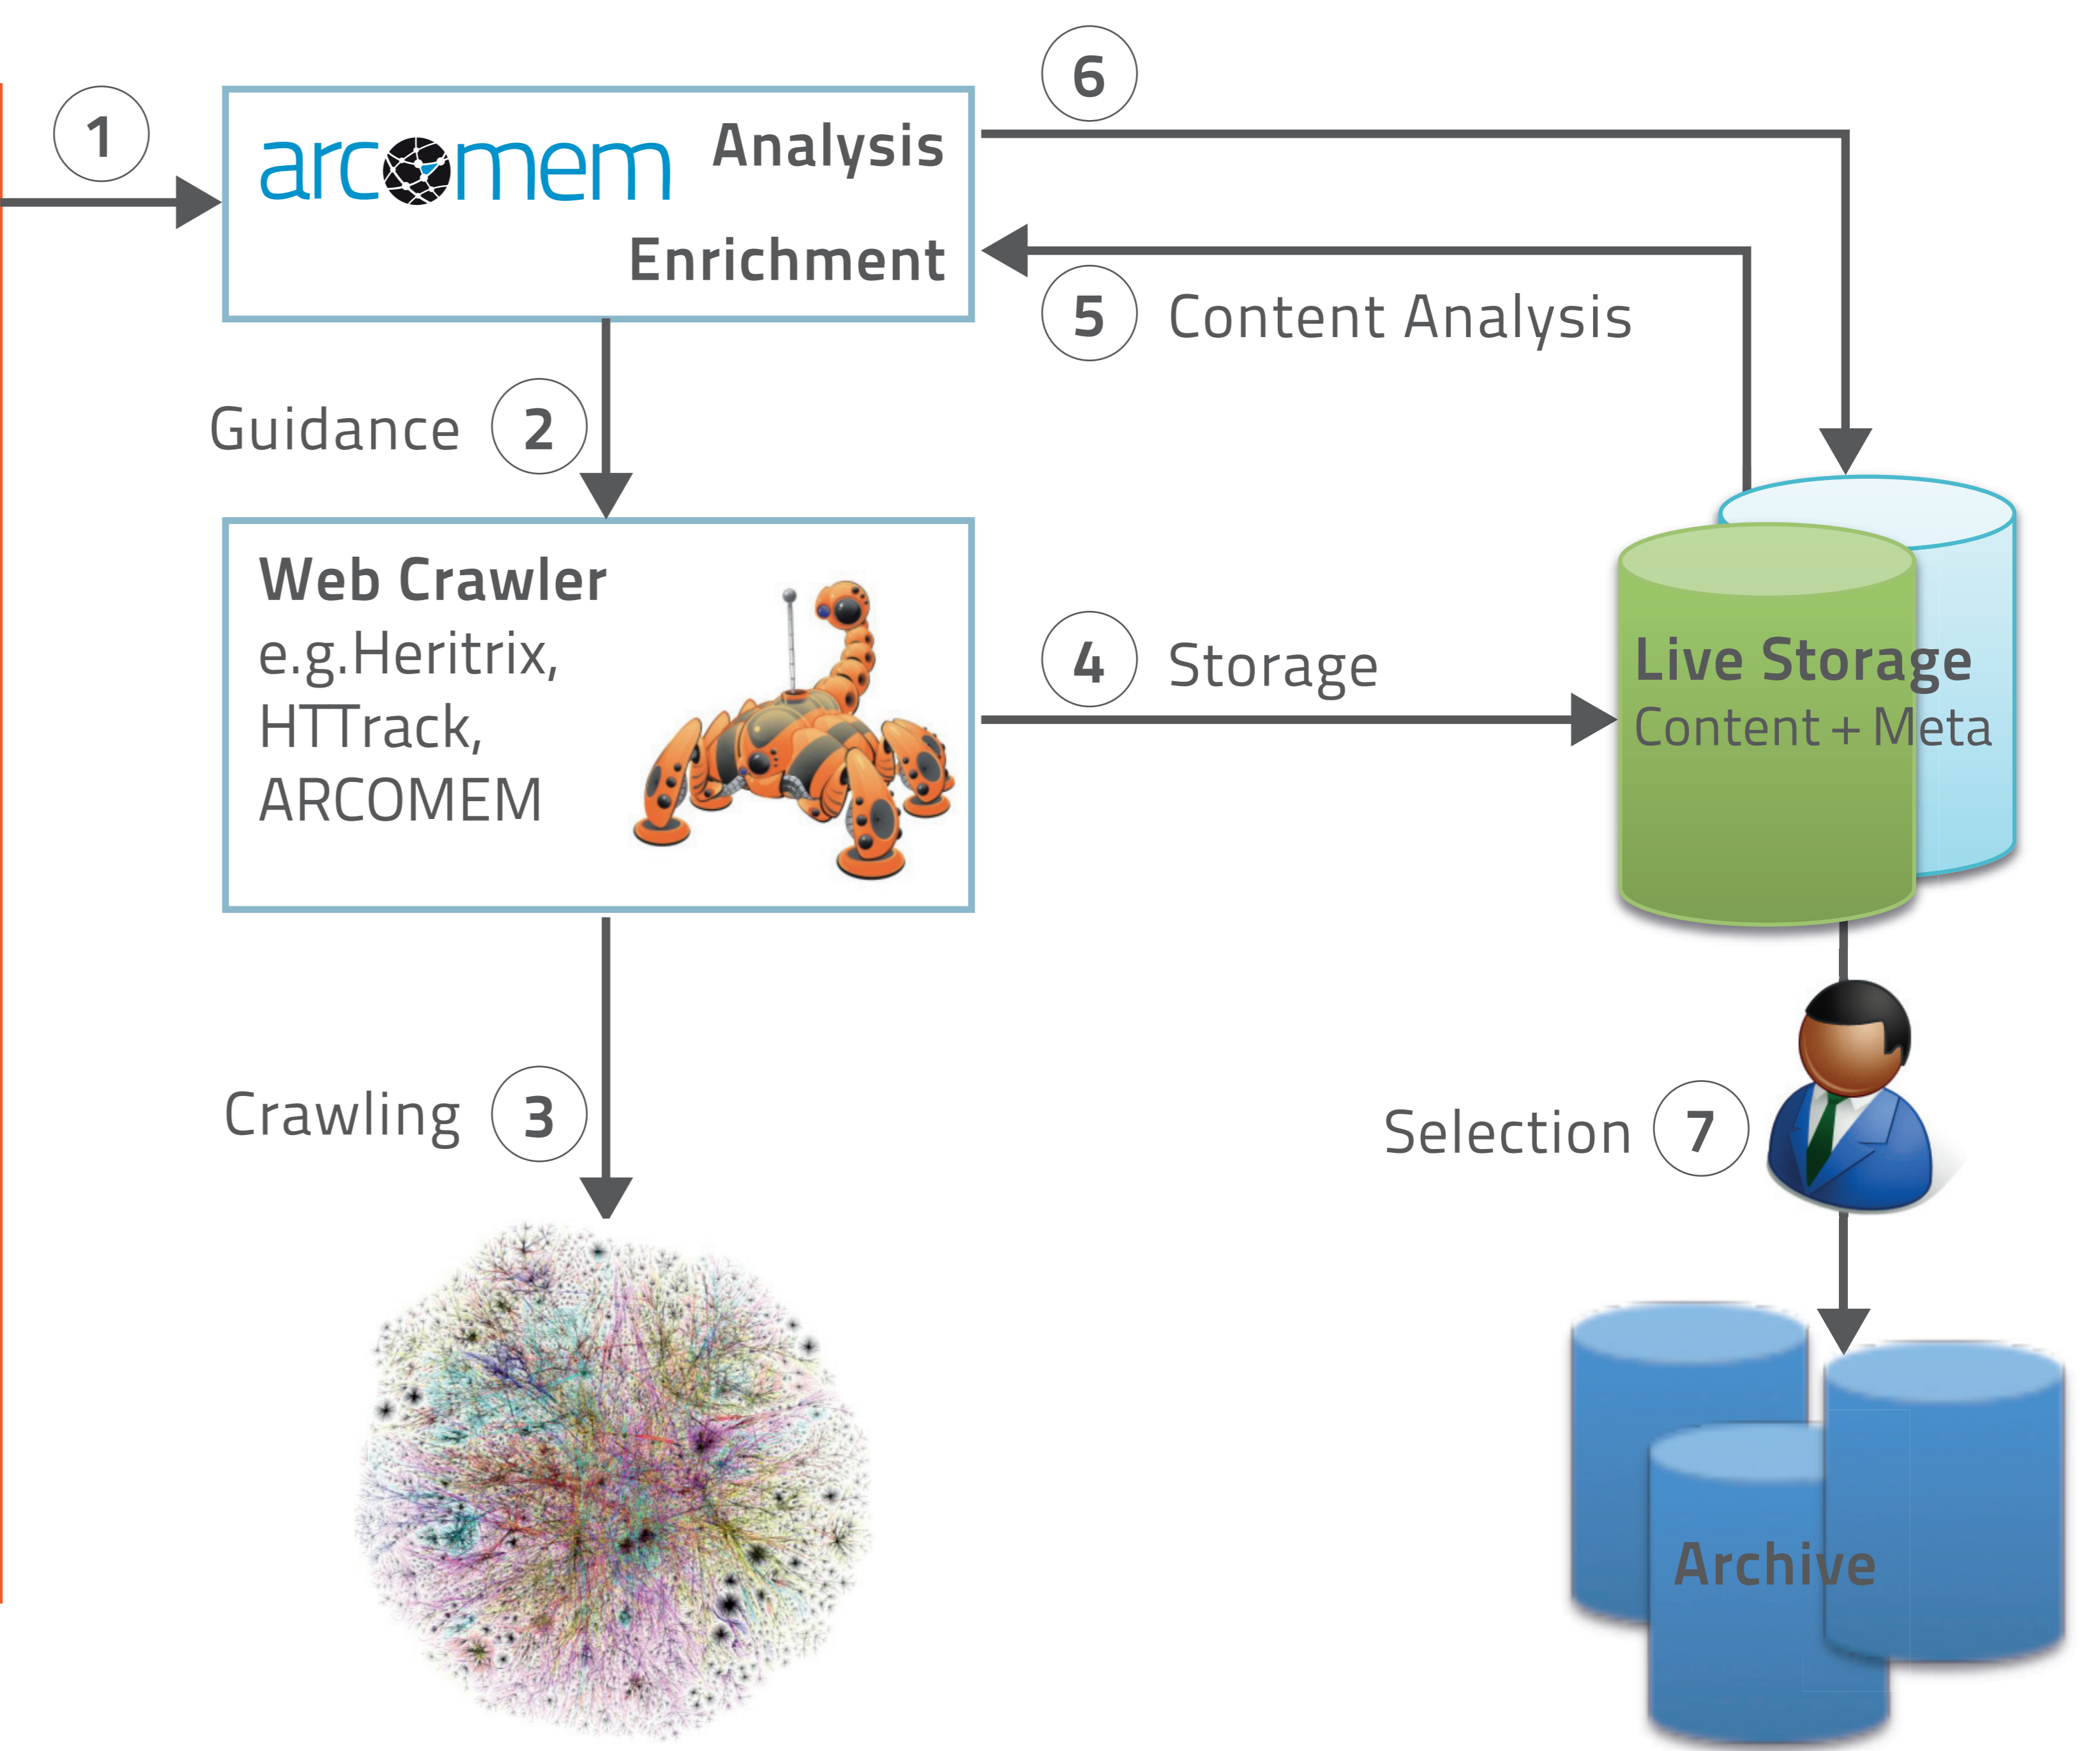 1
arcomem Analysis
Enrichment
6
5 Content Analysis
Guidance 2
Web Crawler
e.g.Heritrix,
HTTrack,
ARCOMEM
4 Storage
Live Storage
Content + Meta
Crawling 3
Selection 7
Archive